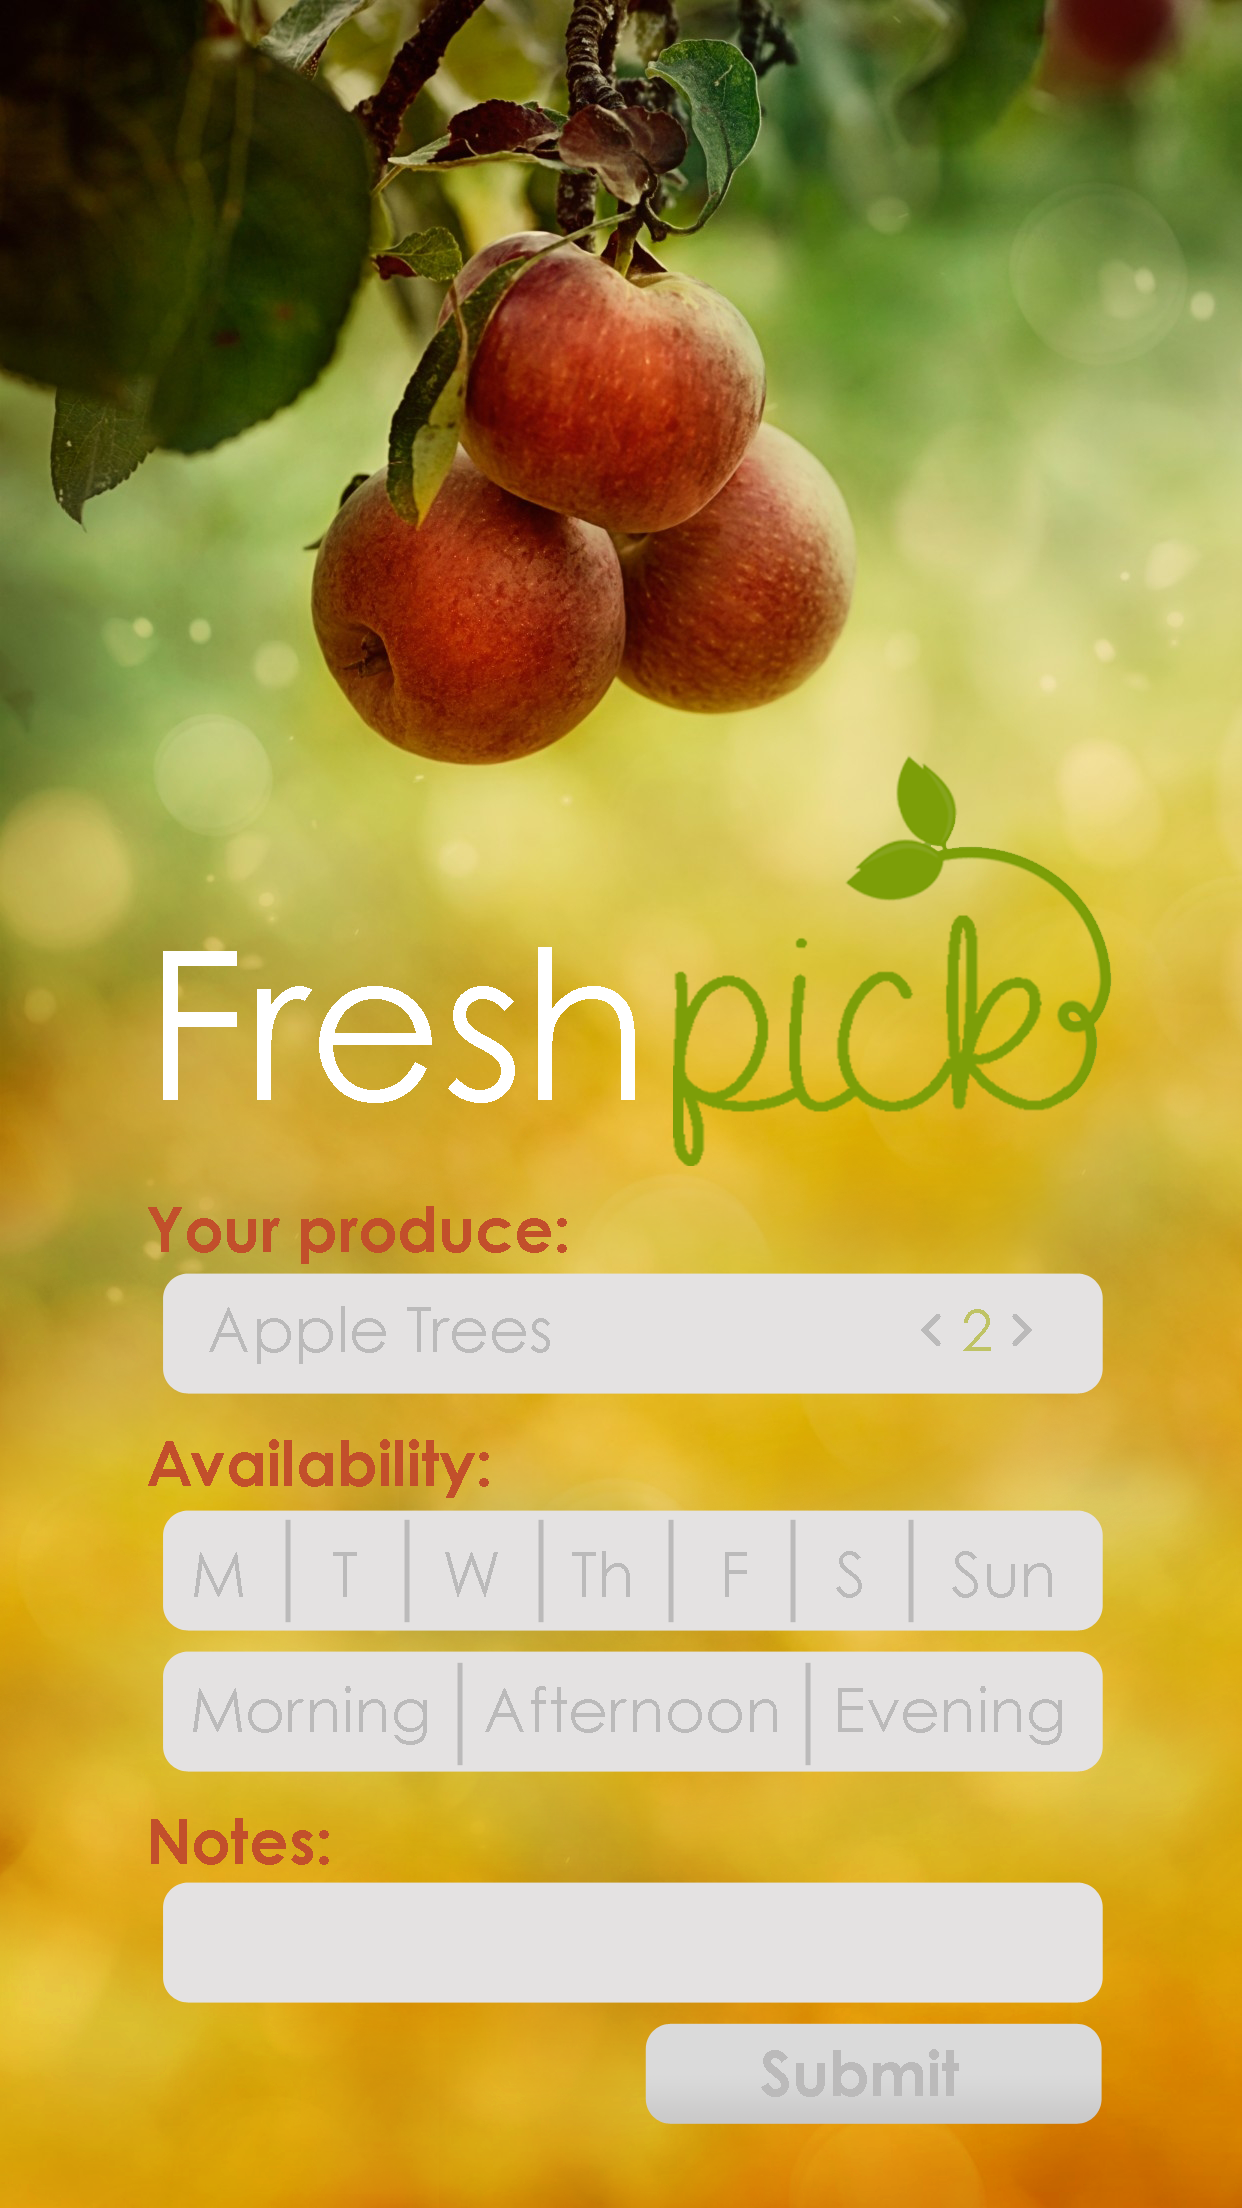 Fresh pick
Your produce:
Apple Trees < 2 >
Availability:
M T W Th F S Sun
Morning Afternoon Evening
Notes:
Submit